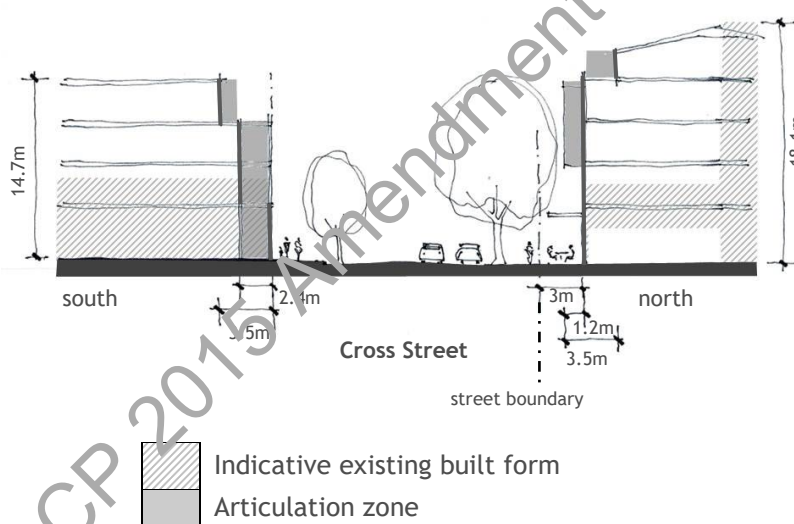 14.7m
south
2.4m
3m
north
1.2m
3.5m
Cross Street
street boundary
Indicative existing built form
Articulation zone
CP 2015 Amendment